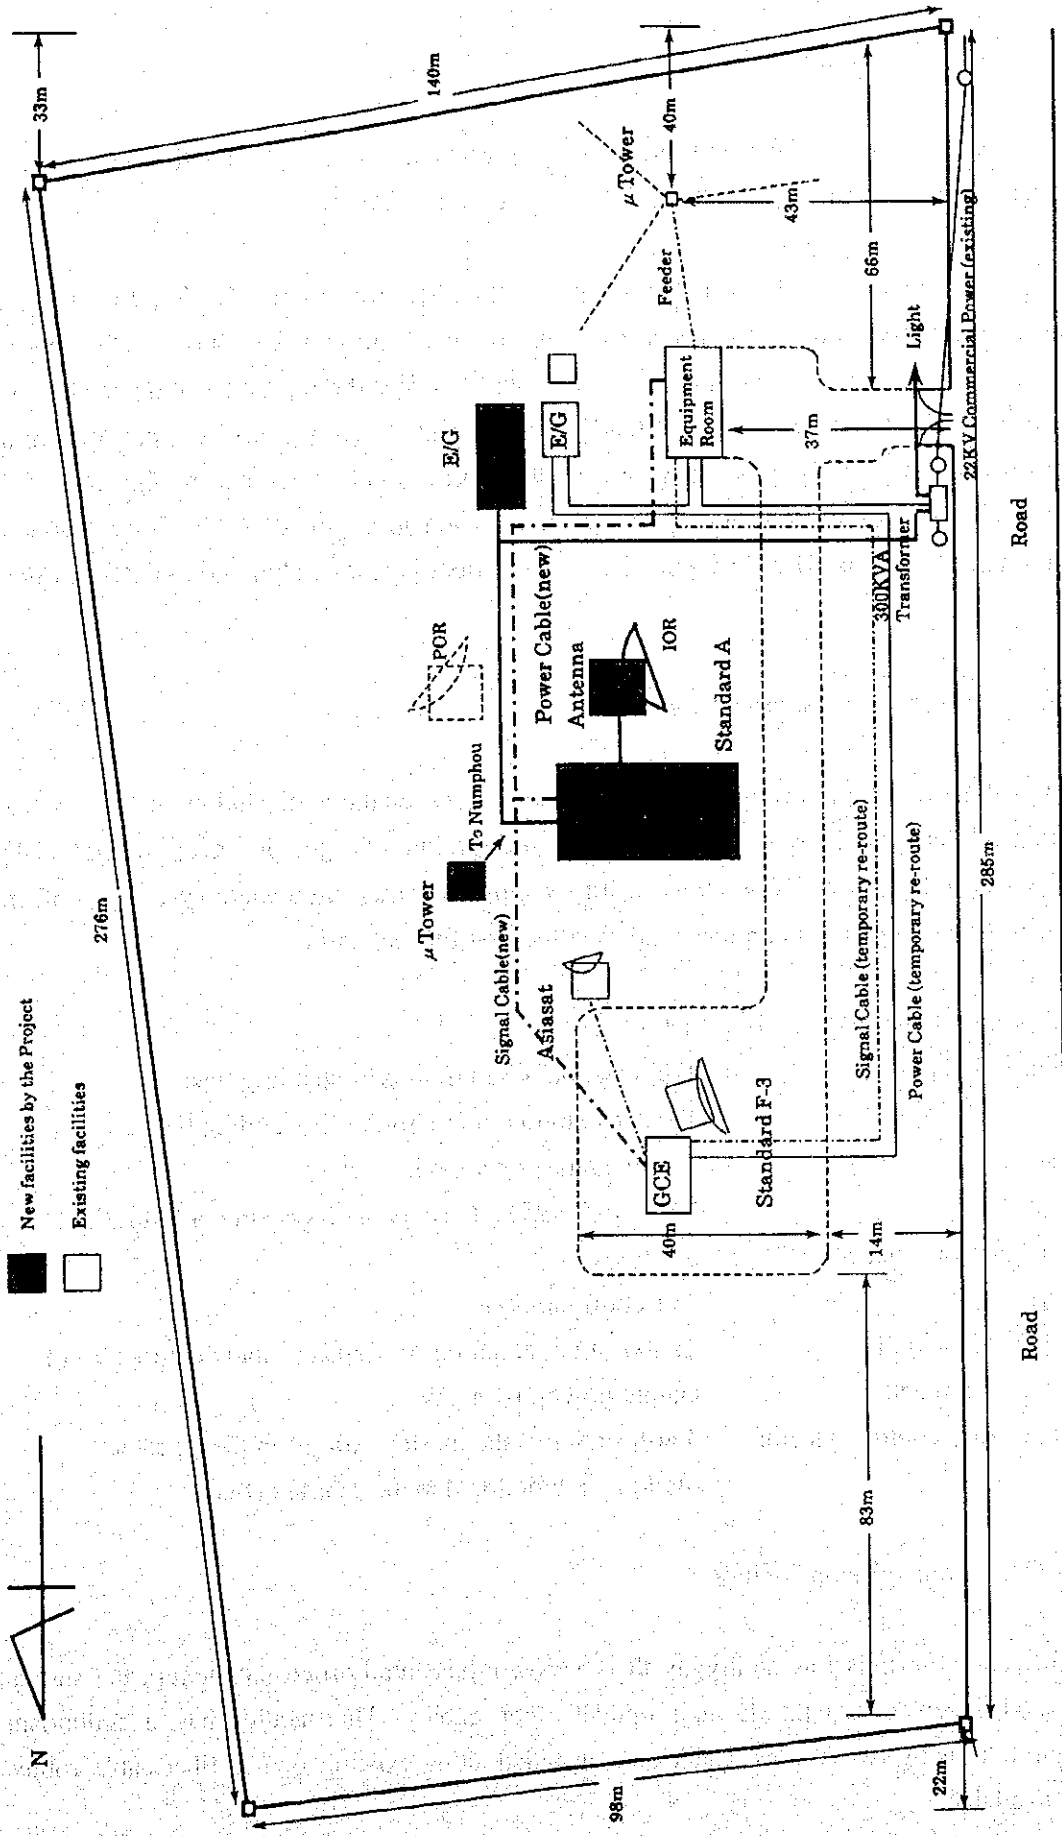 N
New facilities by the Project
Existing facilities
33m
140m
276m
98m
22m
285m
83m
14m
40m
66m
43m
40m
37m
μ Tower
Feeder
Equipment
Room
E/G
E/G
Light
22KV Commercial Power (existing)
300KVA
Transformer
Road
Road
POR
Power Cable(new)
Antenna
IOR
Standard A
To Numphou
μ Tower
Signal Cable(new)
Asiasat
GCE
Standard F-3
Signal Cable (temporary re-route)
Power Cable (temporary re-route)